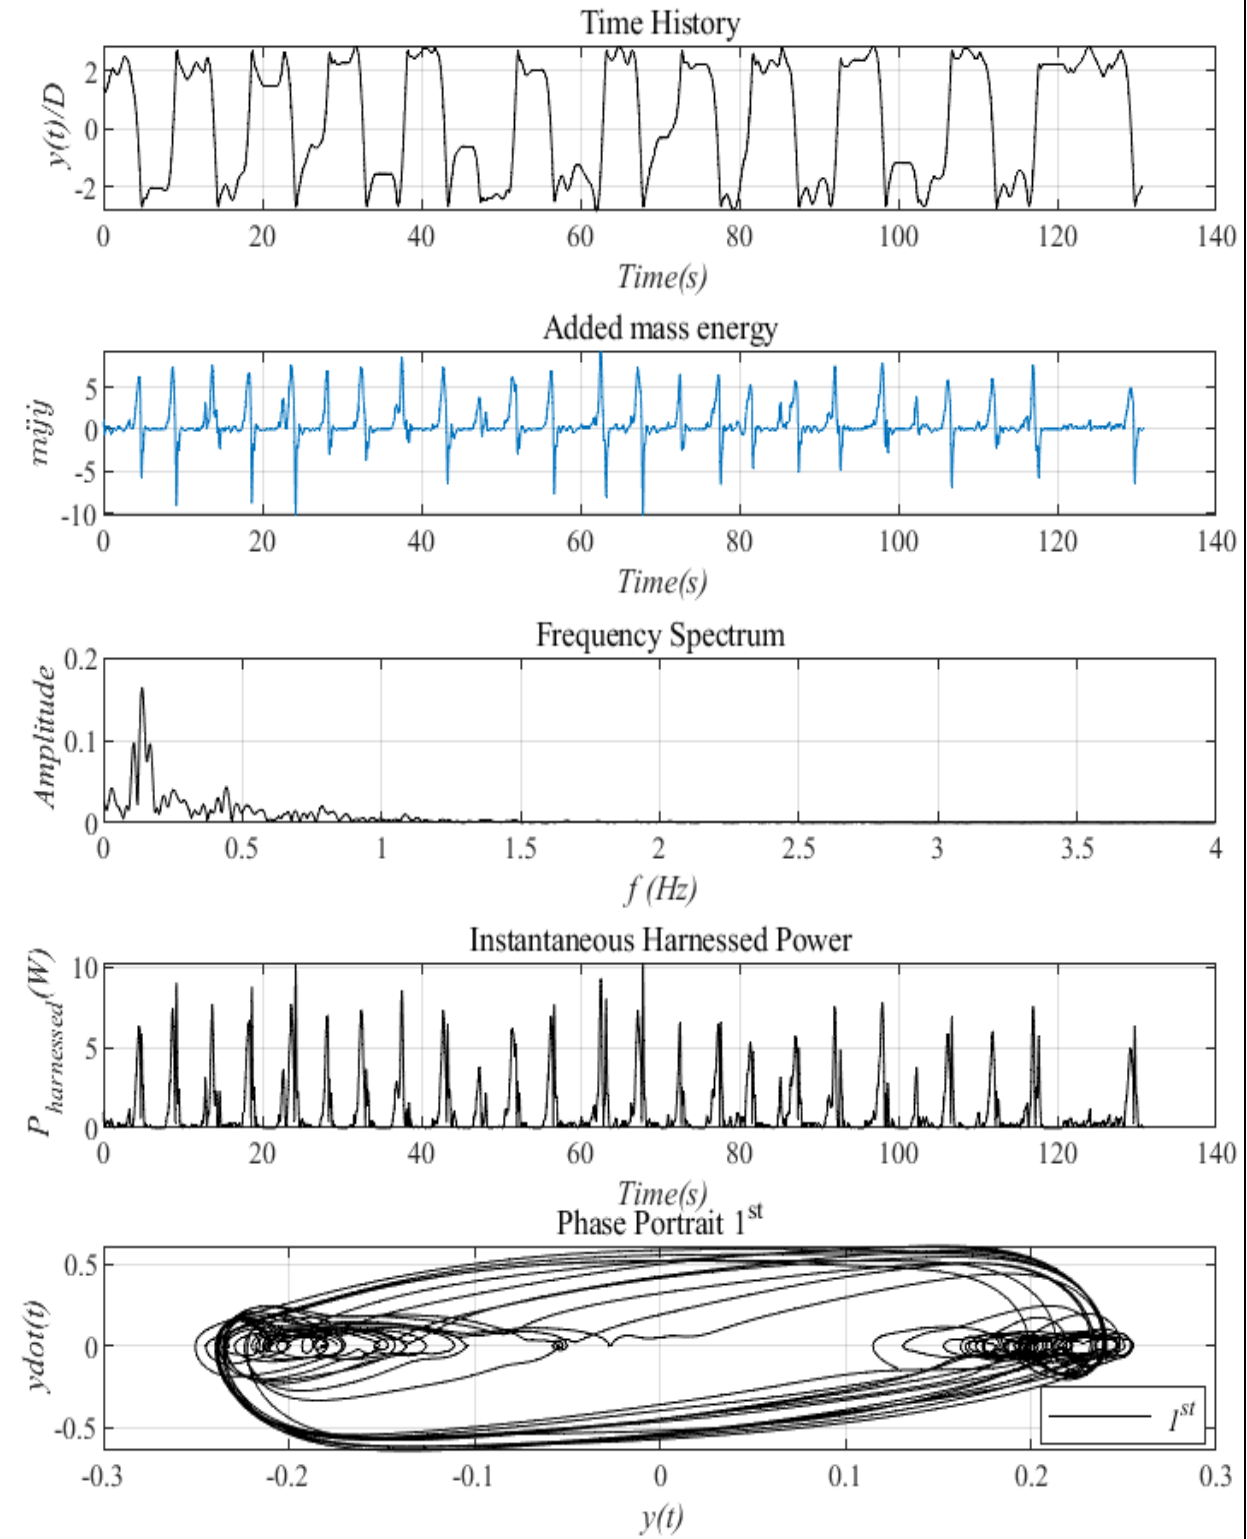 Time History
y(t)/D
2
0
-2
0 20 40 60 80 100 120 140
Time(s)
Added mass energy
mÿẏ
5
0
-5
-10
0 20 40 60 80 100 120 140
Time(s)
Frequency Spectrum
Amplitude
0.2
0.1
0
0 0.5 1 1.5 2 2.5 3 3.5 4
f (Hz)
Instantaneous Harnessed Power
P_harnessed(W)
10
5
0
0 20 40 60 80 100 120 140
Time(s)
Phase Portrait 1st
ydot(t)
0.5
0
-0.5
1st
-0.3 -0.2 -0.1 0 0.1 0.2 0.3
y(t)